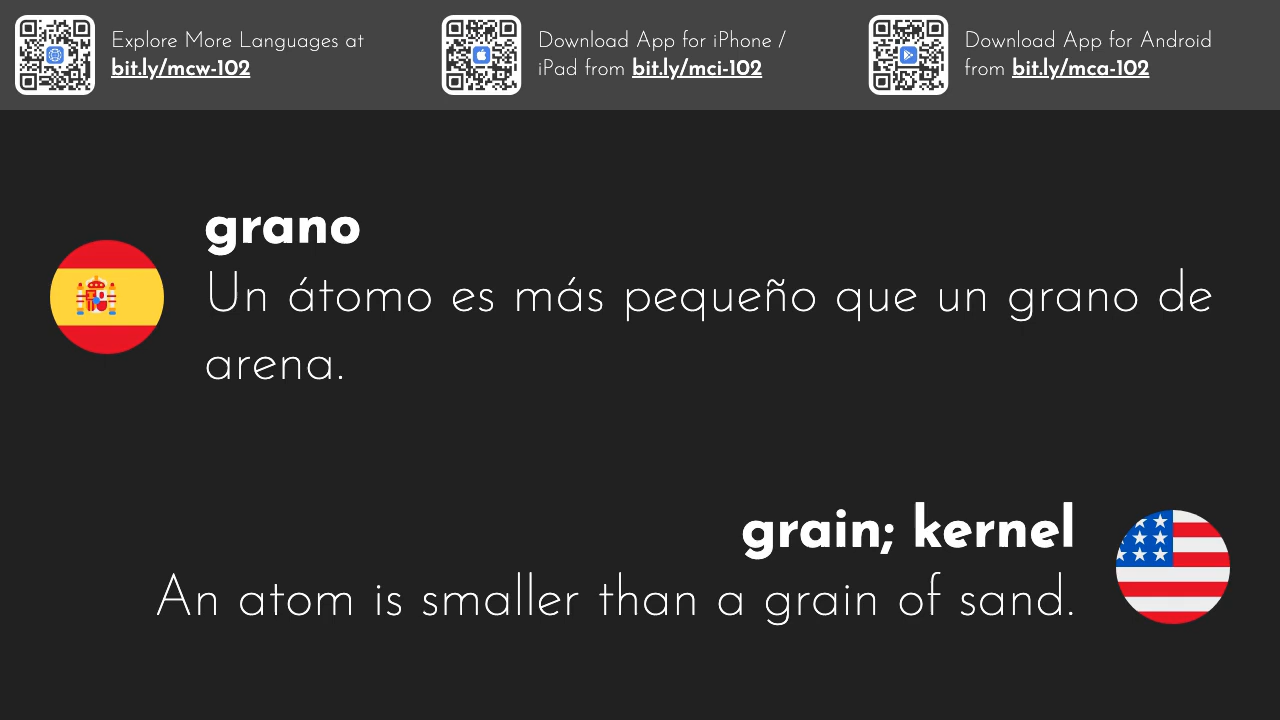 Explore More Languages at
bit.ly/mcw-102
Download App for iPhone /
iPad from bit.ly/mci-102
Download App for Android
from bit.ly/mca-102
grano
Un átomo es más pequeño que un grano de
arena.
grain; kernel
An atom is smaller than a grain of sand.